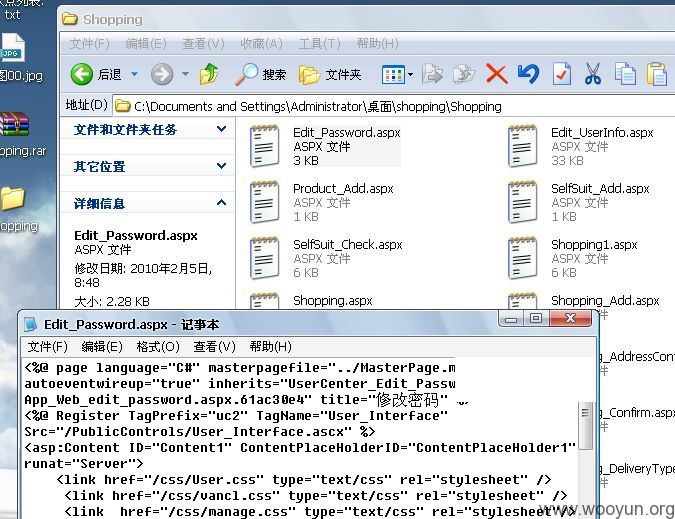 .txt
JPG
图00.jpg
pping.rar
opping
Shopping
文件(F) 编辑(E) 查看(V) 收藏(A) 工具(T) 帮助(H)
后退 搜索 文件夹
地址(D) C:\Documents and Settings\Administrator\桌面\shopping\Shopping
文件和文件夹任务
其它位置
详细信息
Edit_Password.aspx
ASPX 文件
修改日期: 2010年2月5日,
8:48
大小: 2.28 KB
Edit_Password.aspx
ASPX 文件
3 KB
Edit_UserInfo.aspx
ASPX 文件
33 KB
Product_Add.aspx
ASPX 文件
1 KB
SelfSuit_Add.aspx
ASPX 文件
1 KB
SelfSuit_Check.aspx
ASPX 文件
6 KB
Shopping1.aspx
ASPX 文件
6 KB
Shopping.aspx
Shopping_Add.aspx
g_AddressCont
g_Confirm.aspx
g_DeliveryType
Edit_Password.aspx - 记事本
文件(F) 编辑(E) 格式(O) 查看(V) 帮助(H)
<%@ page language="C#" masterpagefile="../MasterPage.m
autoeventwireup="true" inherits="UserCenter_Edit_Passw
App_Web_edit_password.aspx.61ac30e4" title="修改密码" %>
<%@ Register TagPrefix="uc2" TagName="User_Interface"
Src="/PublicControls/User_Interface.ascx" %>
<asp:Content ID="Content1" ContentPlaceHolderID="ContentPlaceHolder1"
runat="Server">
<link href="/css/User.css" type="text/css" rel="stylesheet" />
<link href="/css/vancl.css" type="text/css" rel="stylesheet" />
<link href="/css/manage.css" type="text/css" rel="stylesheet" />
www.wooyun.org